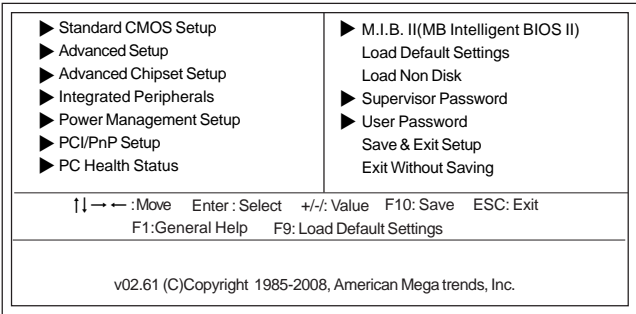 ▶ Standard CMOS Setup
▶ Advanced Setup
▶ Advanced Chipset Setup
▶ Integrated Peripherals
▶ Power Management Setup
▶ PCI/PnP Setup
▶ PC Health Status
▶ M.I.B. II(MB Intelligent BIOS II)
Load Default Settings
Load Non Disk
▶ Supervisor Password
▶ User Password
Save & Exit Setup
Exit Without Saving
↑↓→←:Move Enter : Select +/-/: Value F10: Save ESC: Exit
F1:General Help F9: Load Default Settings
v02.61 (C)Copyright 1985-2008, American Mega trends, Inc.